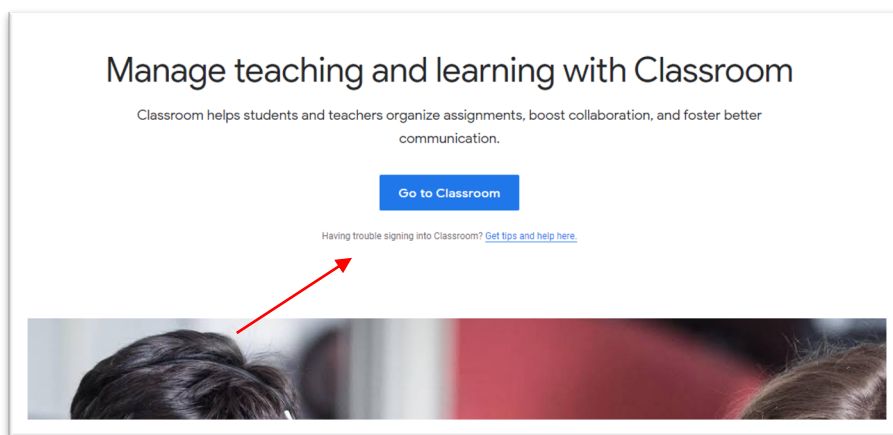 Manage teaching and learning with Classroom
Classroom helps students and teachers organize assignments, boost collaboration, and foster better
communication.
Go to Classroom
Having trouble signing into Classroom? Get tips and help here.